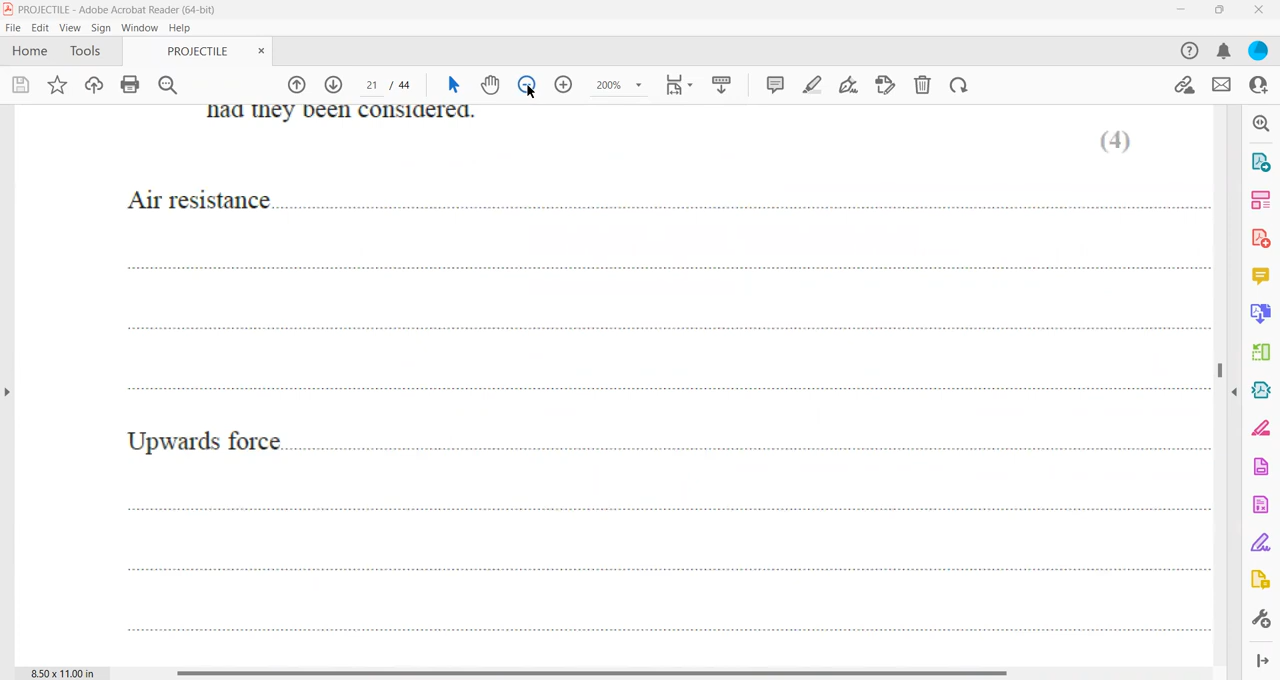 PROJECTILE - Adobe Acrobat Reader (64-bit)
File Edit View Sign Window Help
Home Tools PROJECTILE ×
21 / 44 200%
had they been considered.
(4)
Air resistance
Upwards force
8.50 x 11.00 in